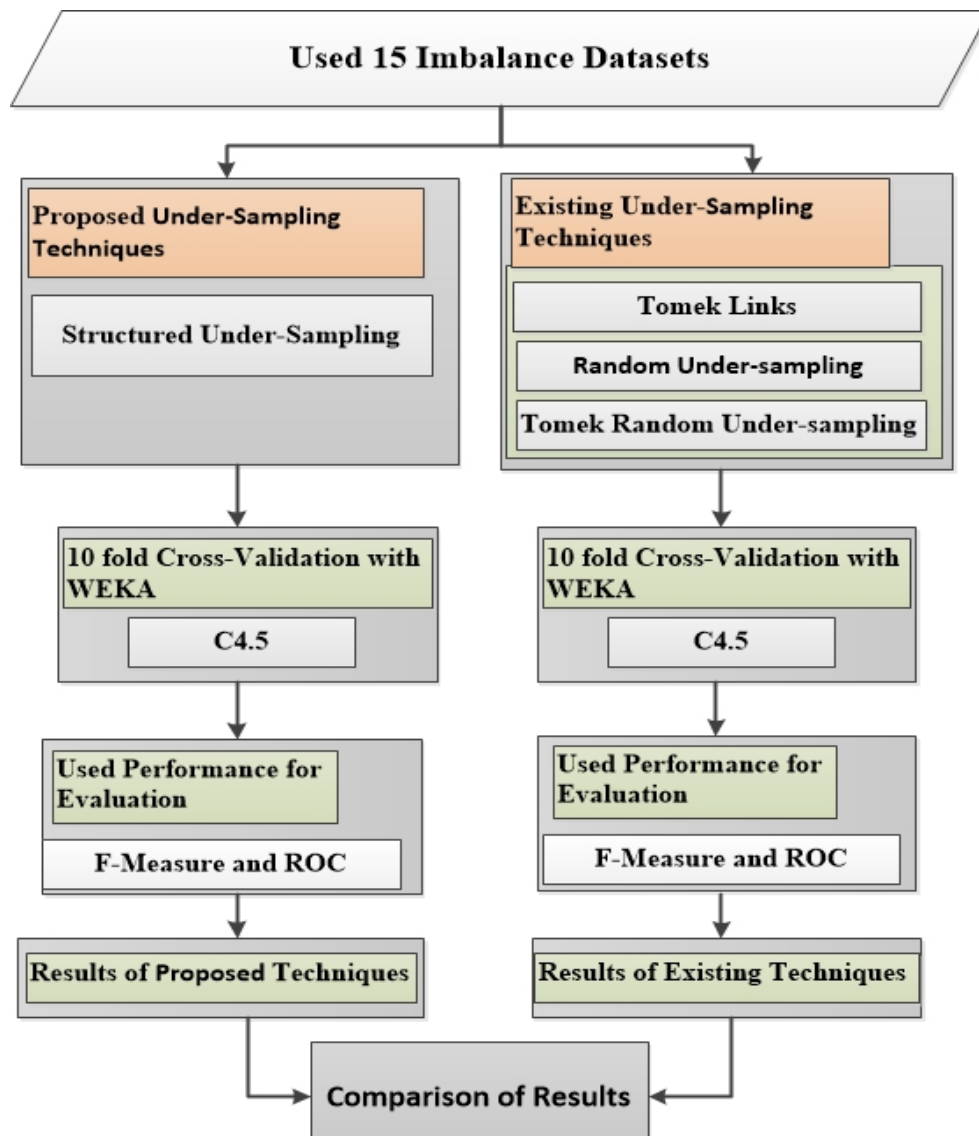 Used 15 Imbalance Datasets
Proposed Under-Sampling
Techniques
Structured Under-Sampling
Existing Under-Sampling
Techniques
Tomek Links
Random Under-sampling
Tomek Random Under-sampling
10 fold Cross-Validation with
WEKA
C4.5
10 fold Cross-Validation with
WEKA
C4.5
Used Performance for
Evaluation
F-Measure and ROC
Used Performance for
Evaluation
F-Measure and ROC
Results of Proposed Techniques
Results of Existing Techniques
Comparison of Results